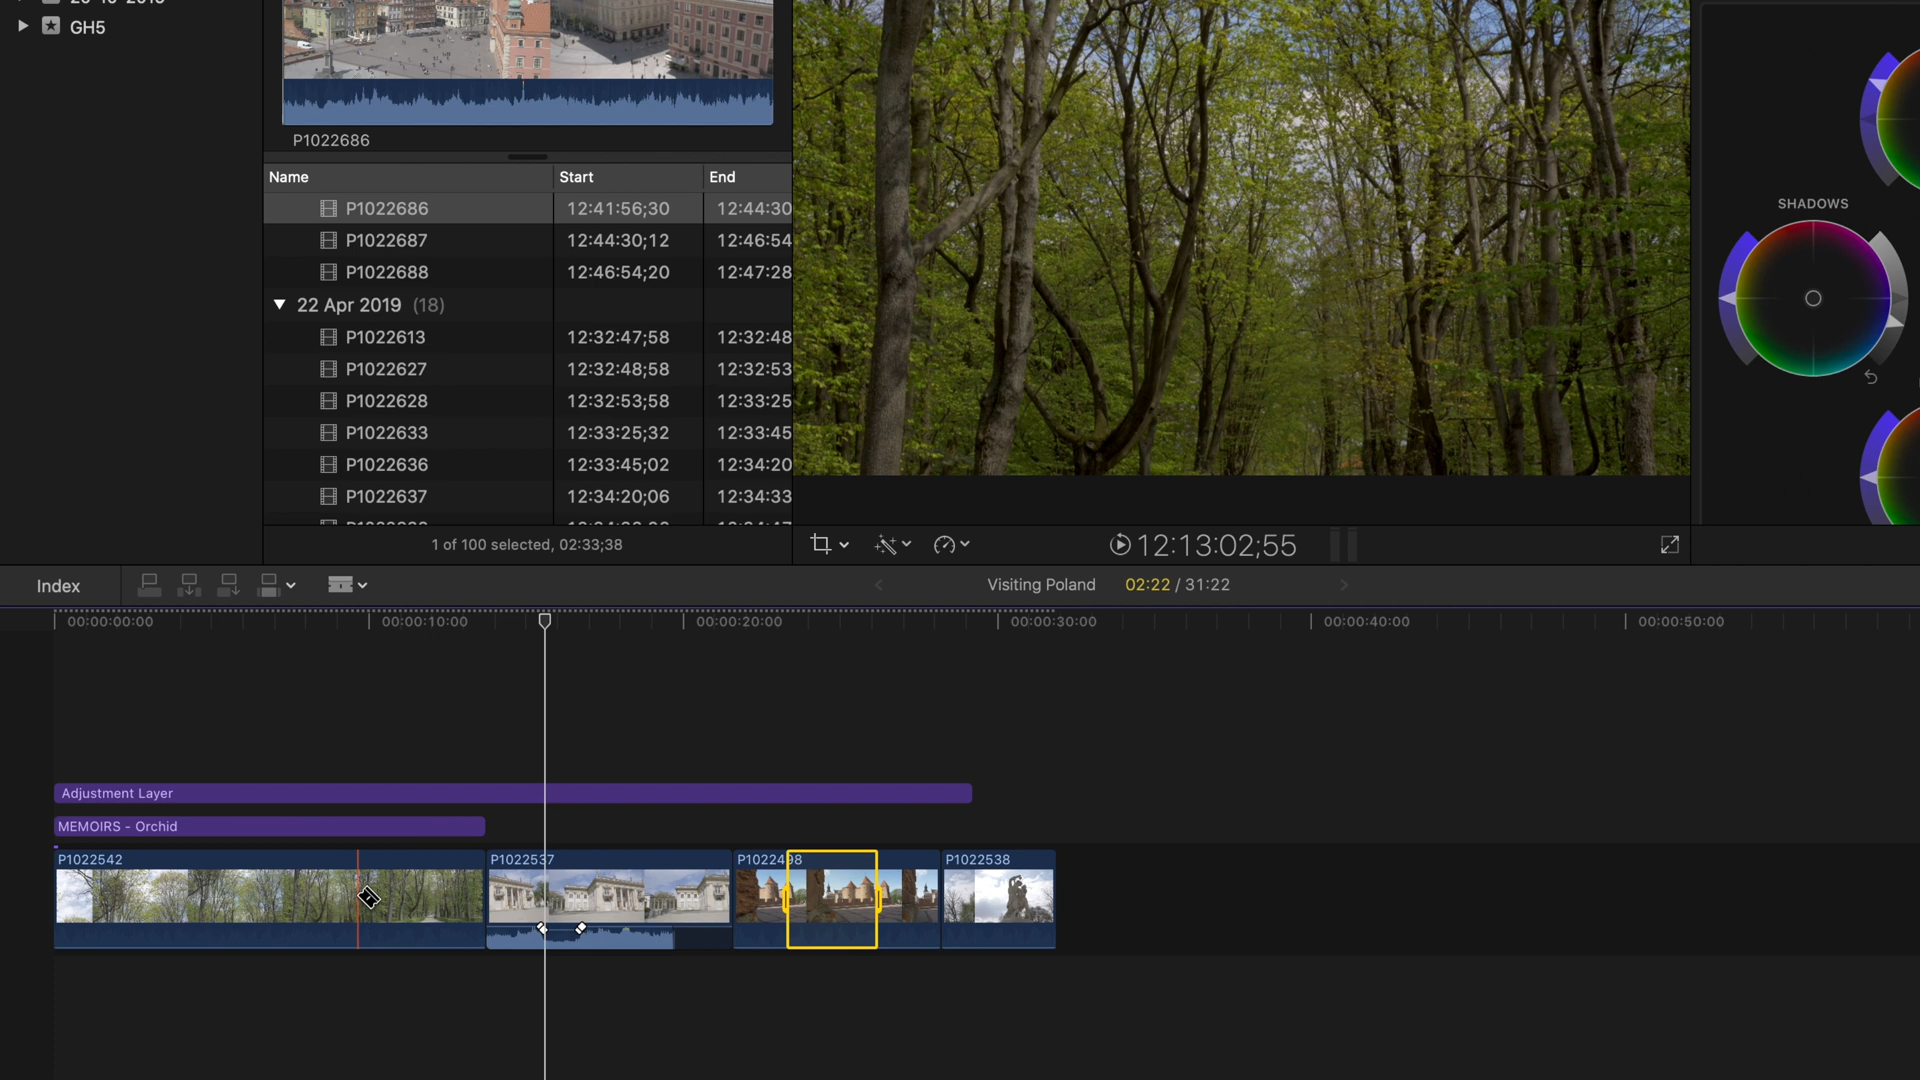 GH5
P1022686
Name Start End
P1022686 12:41:56;30 12:44:30
P1022687 12:44:30;12 12:46:54
P1022688 12:46:54;20 12:47:28
22 Apr 2019 (18)
P1022613 12:32:47;58 12:32:48
P1022627 12:32:48;58 12:32:53
P1022628 12:32:53;58 12:33:25
P1022633 12:33:25;32 12:33:45
P1022636 12:33:45;02 12:34:20
P1022637 12:34:20;06 12:34:33
1 of 100 selected, 02:33;38
12:13:02;55
SHADOWS
Index
Visiting Poland 02:22 / 31:22
00:00:00:00 00:00:10:00 00:00:20:00 00:00:30:00 00:00:40:00 00:00:50:00
Adjustment Layer
MEMOIRS - Orchid
P1022542 P1022537 P1022498 P1022538